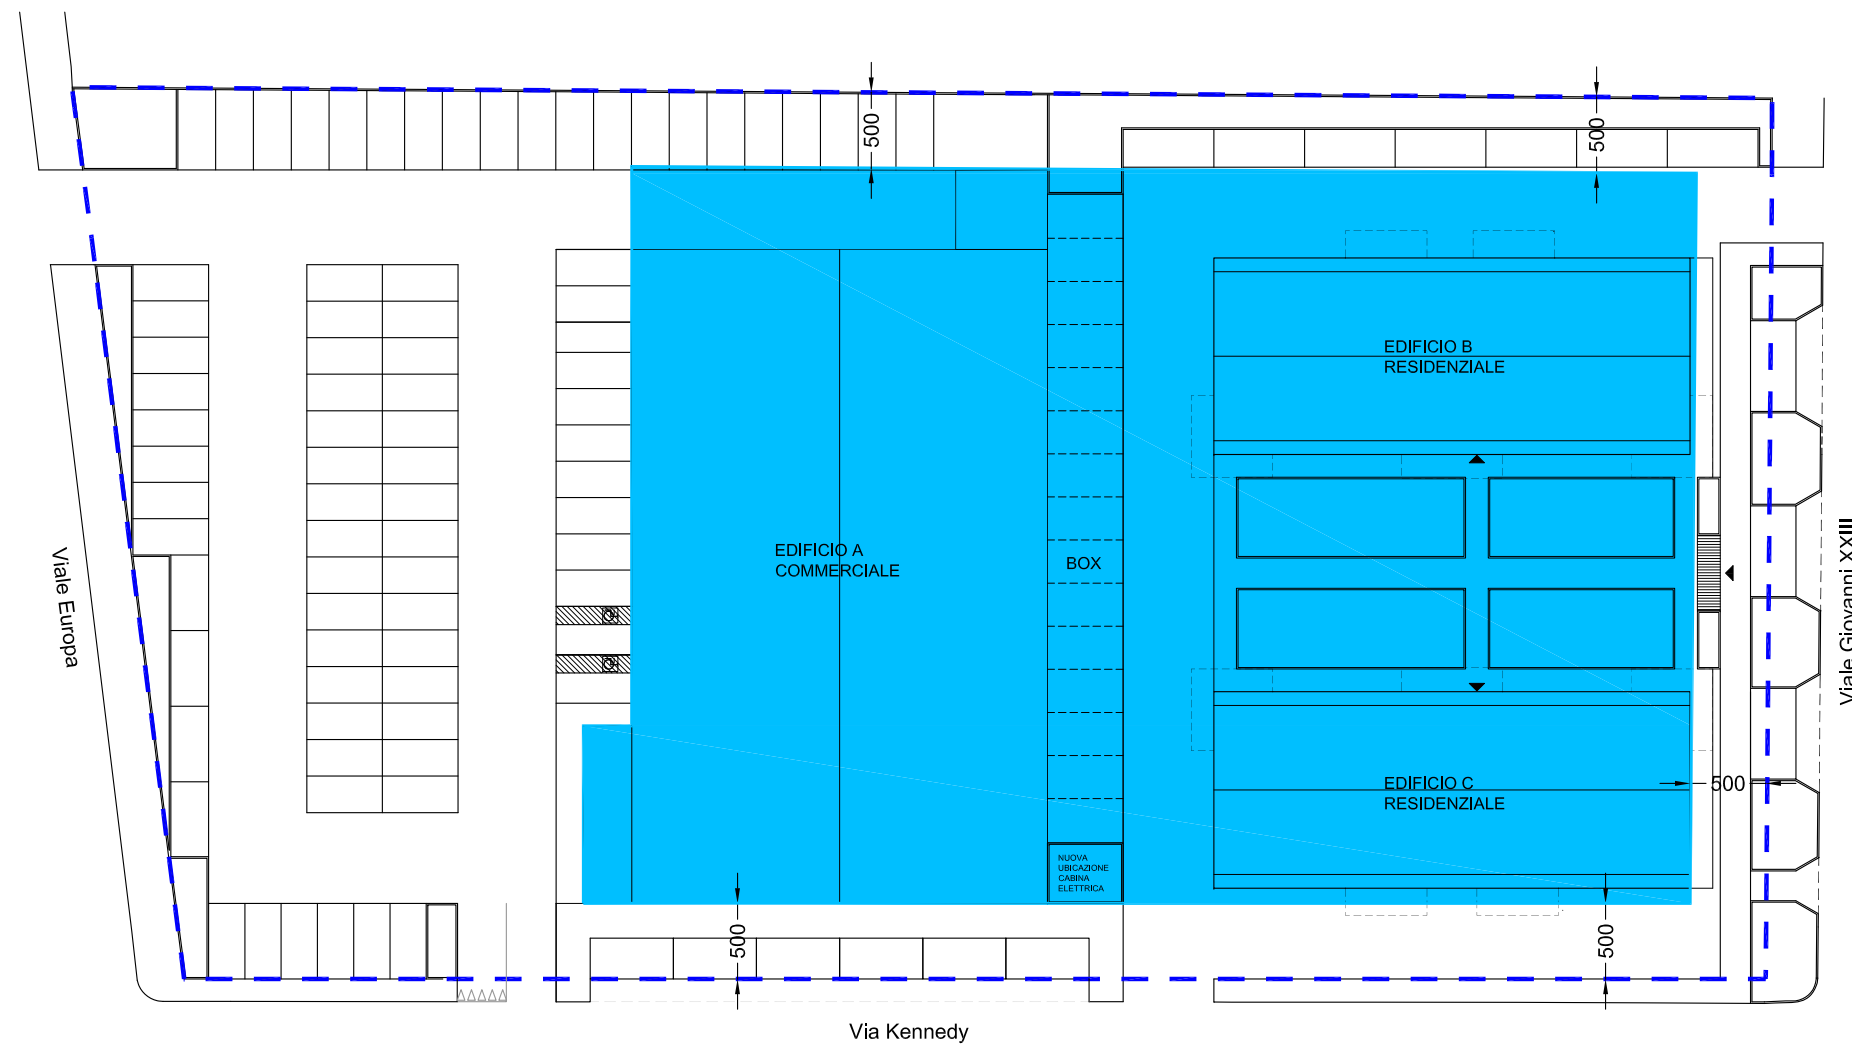 500
500
EDIFICIO B
RESIDENZIALE
EDIFICIO A
COMMERCIALE
BOX
Viale Europa
Viale Giovanni XXIII
EDIFICIO C
RESIDENZIALE
500
NUOVA
UBICAZIONE
CABINA
ELETTRICA
500
500
Via Kennedy